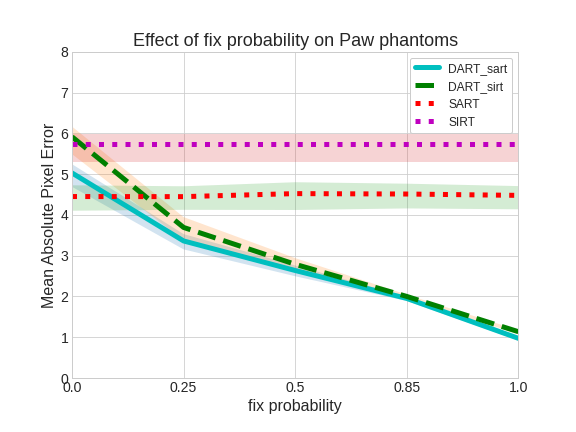 Effect of fix probability on Paw phantoms
DART_sart
DART_sirt
SART
SIRT
Mean Absolute Pixel Error
8
7
6
5
4
3
2
1
0
0.0 0.25 0.5 0.85 1.0
fix probability